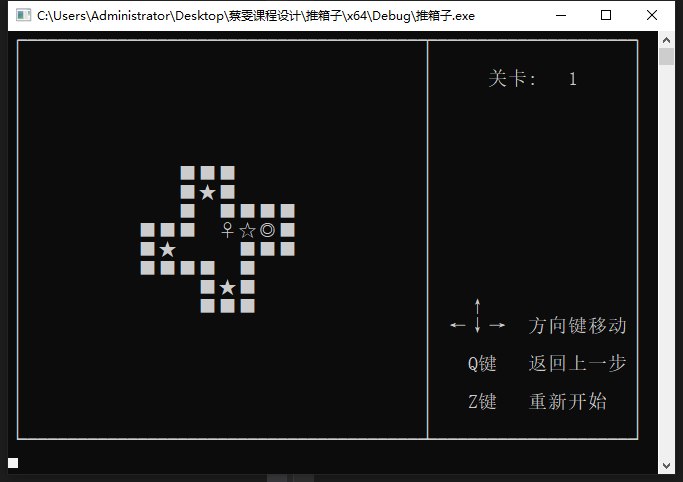 C:\Users\Administrator\Desktop\蔡雯课程设计\推箱子\x64\Debug\推箱子.exe
关卡: 1
↑
←↓→ 方向键移动
Q键 返回上一步
Z键 重新开始